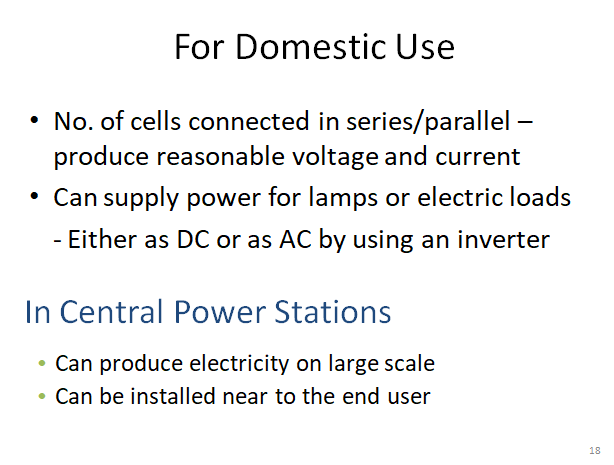 For Domestic Use
• No. of cells connected in series/parallel –
produce reasonable voltage and current
• Can supply power for lamps or electric loads
- Either as DC or as AC by using an inverter
In Central Power Stations
• Can produce electricity on large scale
• Can be installed near to the end user
18